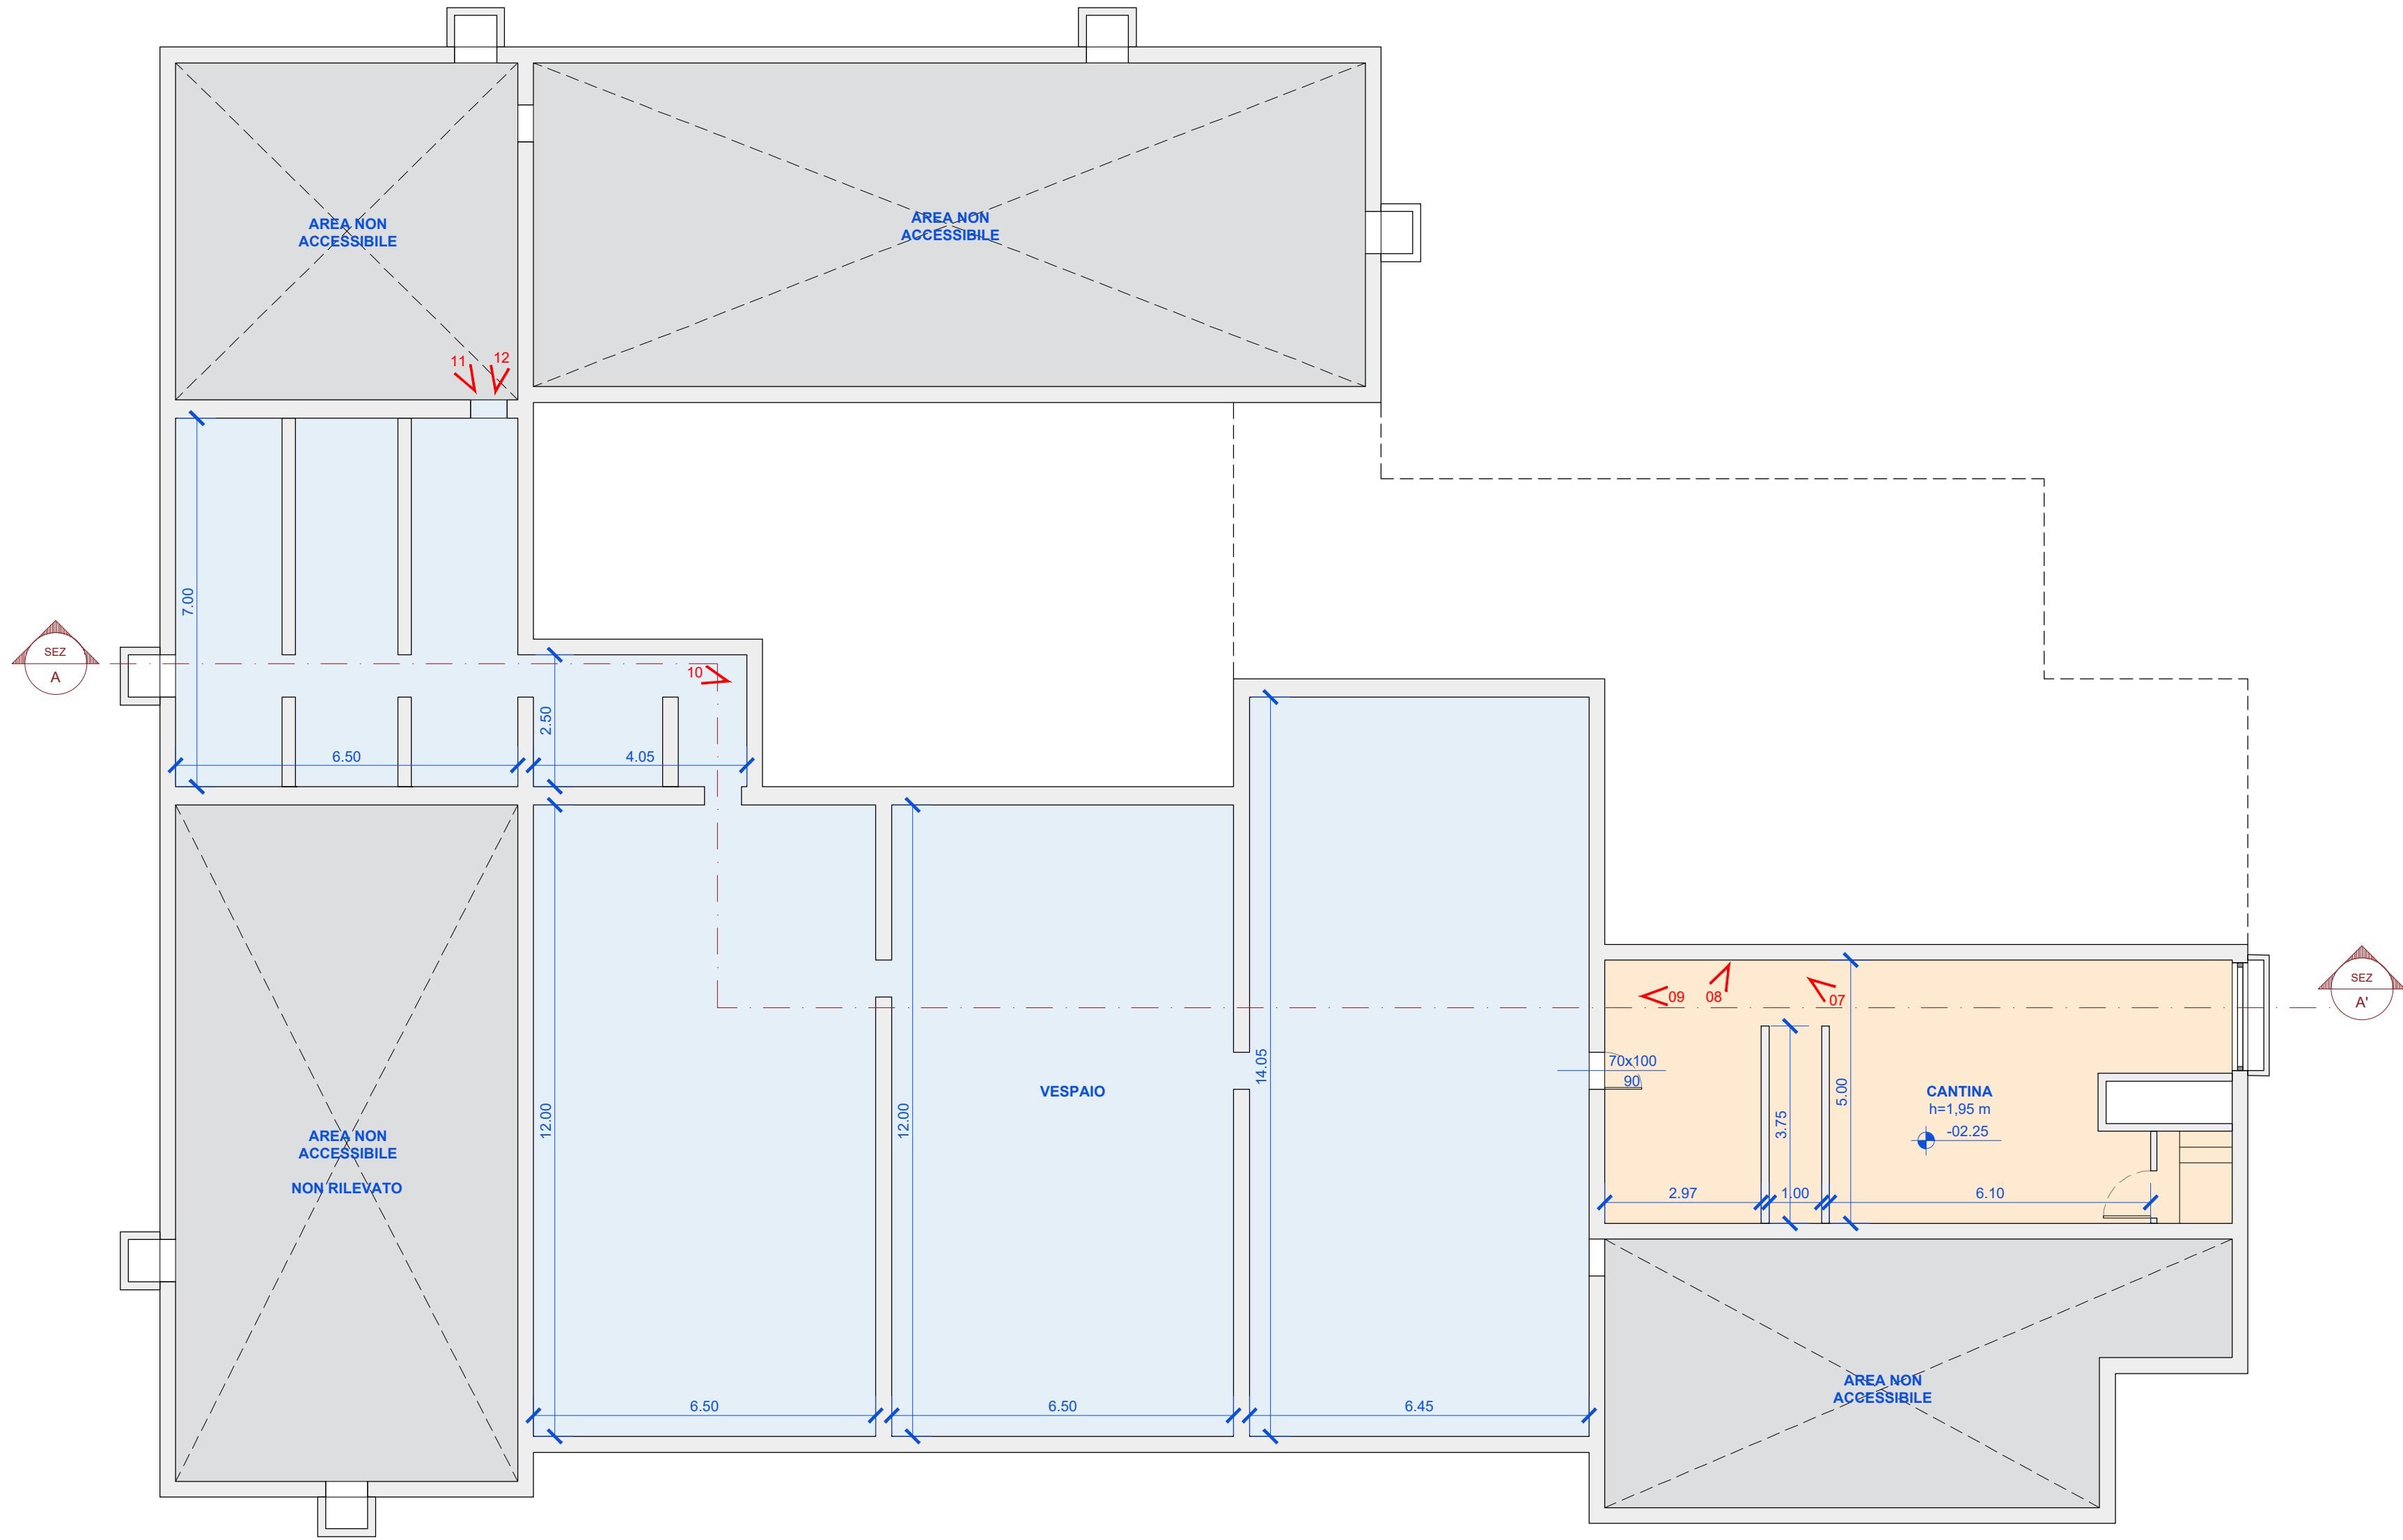 AREA NON
ACCESSIBILE
AREA NON
ACCESSIBILE
11
12
7.00
SEZ
A
10
2.50
6.50
4.05
SEZ
A'
09
08
07
14.05
70x100
90
VESPAIO
5.00
CANTINA
h=1,95 m
-02.25
3.75
12.00
12.00
AREA NON
ACCESSIBILE
NON RILEVATO
2.97
1.00
6.10
AREA NON
ACCESSIBILE
6.50
6.50
6.45